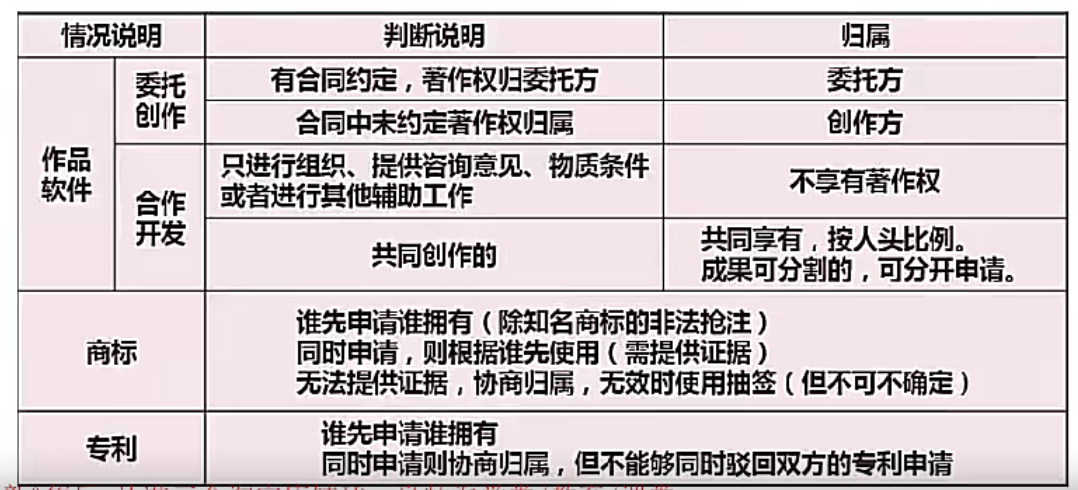 情况说明 判断说明 归属
作品
软件
委托
创作
有合同约定，著作权归委托方 委托方
合同中未约定著作权归属 创作方
合作
开发
只进行组织、提供咨询意见、物质条件
或者进行其他辅助工作
不享有著作权
共同创作的
共同享有，按人头比例。
成果可分割的，可分开申请。
商标
谁先申请谁拥有（除知名商标的非法抢注）
同时申请，则根据谁先使用（需提供证据）
无法提供证据，协商归属，无效时使用抽签（但不可不确定）
专利
谁先申请谁拥有
同时申请则协商归属，但不能够同时驳回双方的专利申请